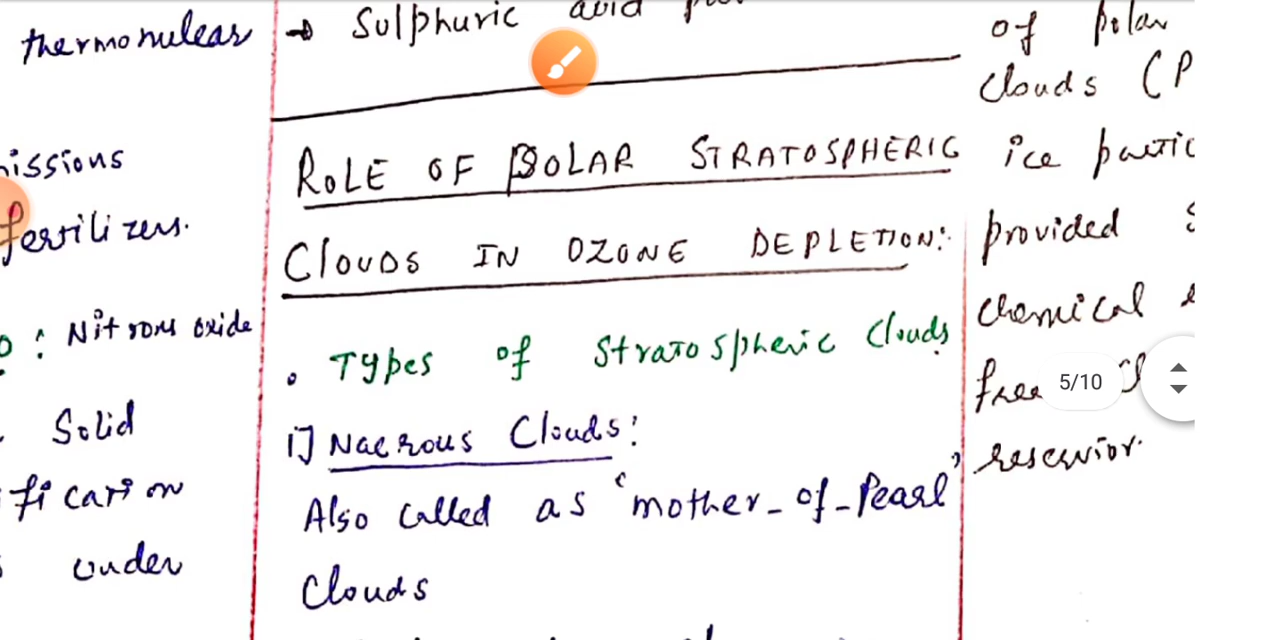 thermonulear
missions
fertilizers.
: Nitrous oxide
Solid
fication
under
→ Sulphuric acid
ROLE OF POLAR STRATOSPHERIC
CLOUDS IN OZONE DEPLETION:
• Types of Stratospheric Clouds
1] Nacrous Clouds:
Also called as 'mother-of-Pearl'
Clouds
of polar
Clouds (P
ice partic
provided S
chemical
free
5/10
reservior.